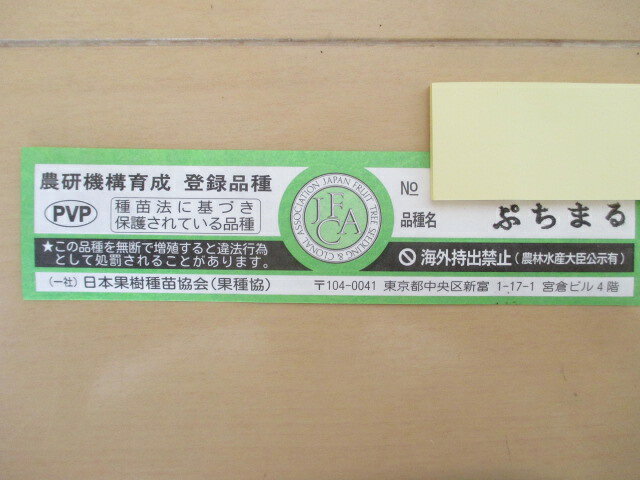 農研機構育成 登録品種
PVP
種苗法に基づき
保護されている品種
★この品種を無断で増殖すると違法行為
として処罰されることがあります。
(一社)日本果樹種苗協会(果種協)
JAPAN FRUIT TREE SEEDLING & CLONAL ASSOCIATION
JFCA
№
品種名 ぷちまる
海外持出禁止(農林水産大臣公示有)
〒104-0041 東京都中央区新富 1-17-1 宮倉ビル4階